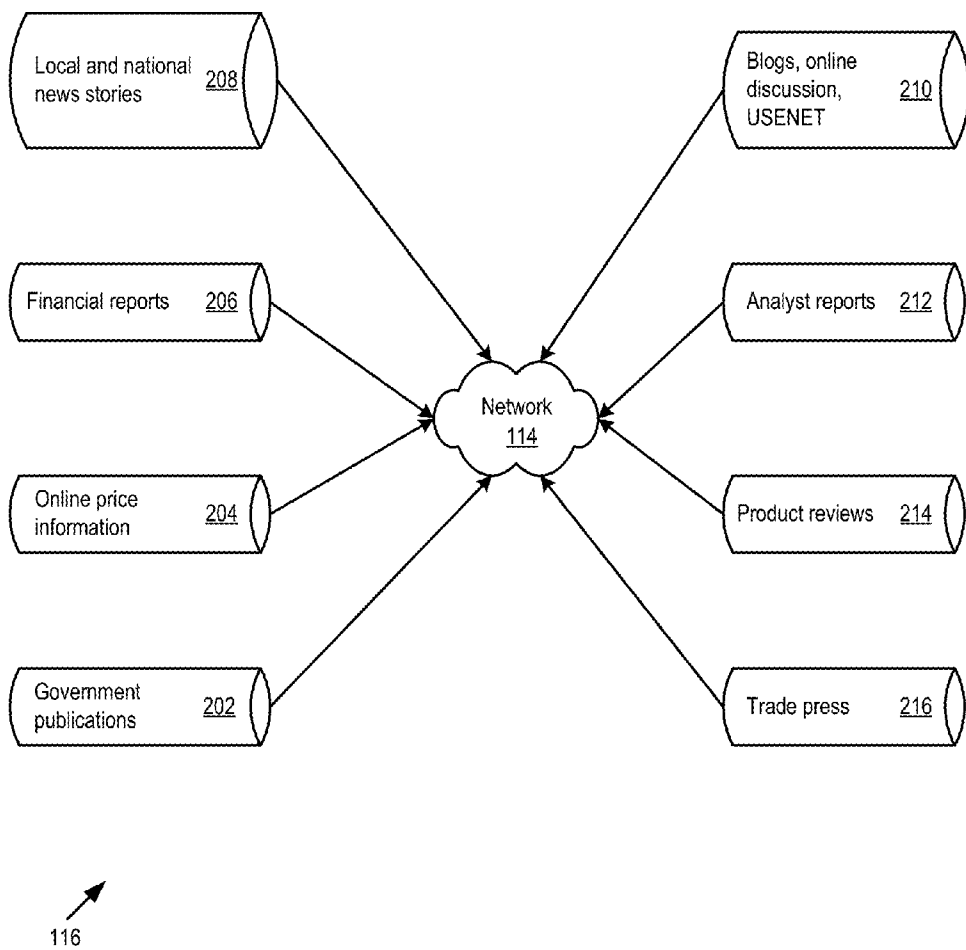 Local and national
news stories
208
Blogs, online
discussion,
USENET
210
Financial reports 206
Analyst reports 212
Network
114
Online price
information
204
Product reviews 214
Government
publications
202
Trade press 216
116